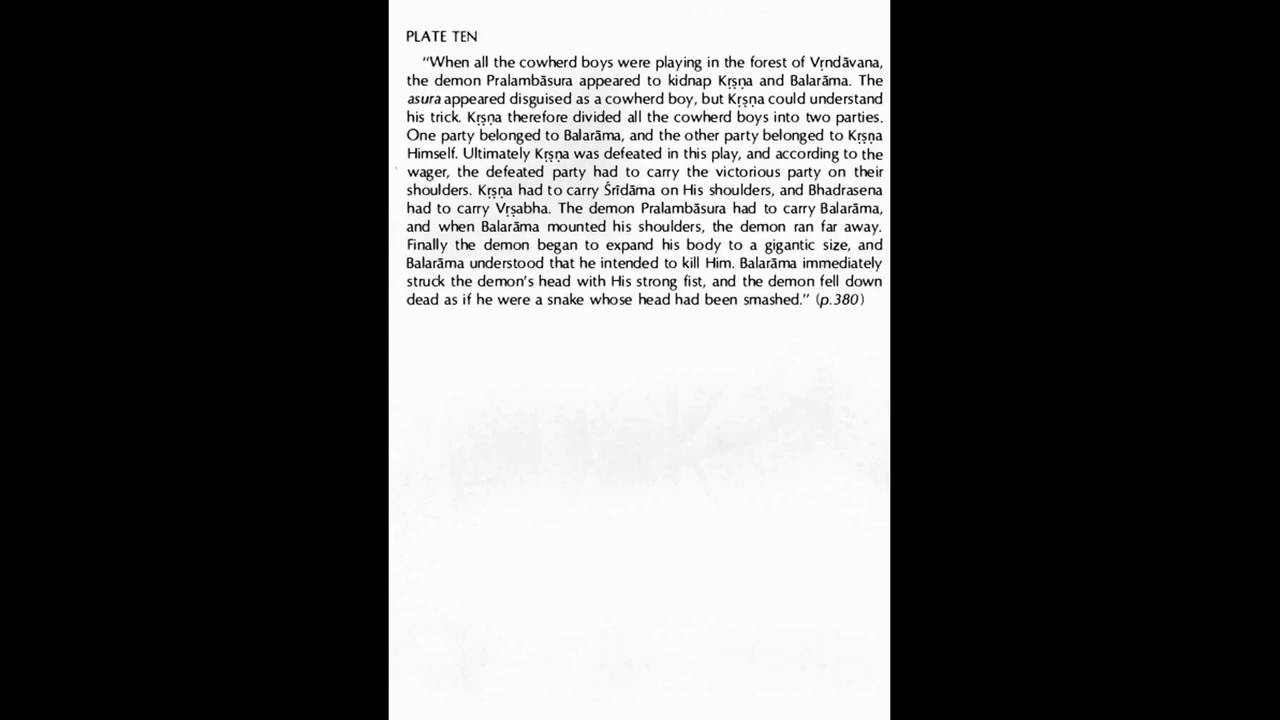 PLATE TEN
“When all the cowherd boys were playing in the forest of Vṛndāvana,
the demon Pralambāsura appeared to kidnap Kṛṣṇa and Balarāma. The
asura appeared disguised as a cowherd boy, but Kṛṣṇa could understand
his trick. Kṛṣṇa therefore divided all the cowherd boys into two parties.
One party belonged to Balarāma, and the other party belonged to Kṛṣṇa
Himself. Ultimately Kṛṣṇa was defeated in this play, and according to the
wager, the defeated party had to carry the victorious party on their
shoulders. Kṛṣṇa had to carry Śrīdāma on His shoulders, and Bhadrasena
had to carry Vṛṣabha. The demon Pralambāsura had to carry Balarāma,
and when Balarāma mounted his shoulders, the demon ran far away.
Finally the demon began to expand his body to a gigantic size, and
Balarāma understood that he intended to kill Him. Balarāma immediately
struck the demon's head with His strong fist, and the demon fell down
dead as if he were a snake whose head had been smashed.” (p.380)